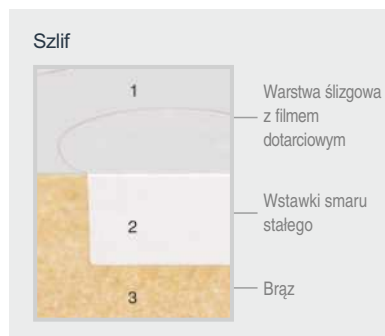 Szlif
1
Warstwa ślizgowa
z filmem
dotarciowym
2
Wstawki smaru
stałego
3
Brąz